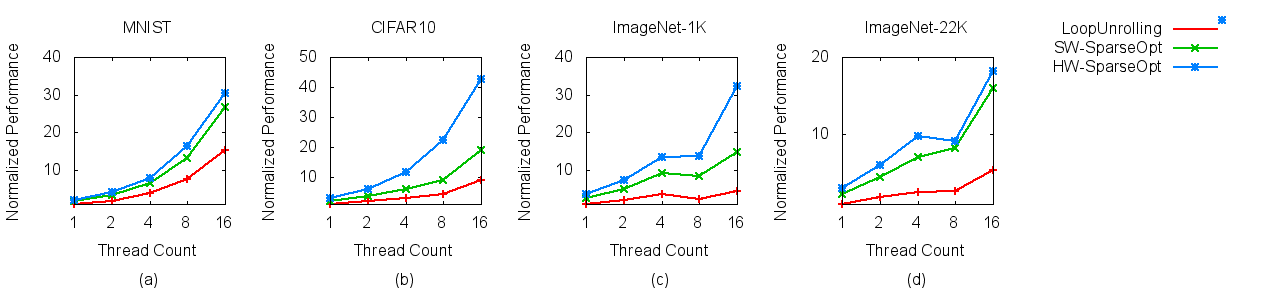 MNIST
Normalized Performance
40
30
20
10
1 2 4 8 16
Thread Count
(a)
CIFAR10
Normalized Performance
50
40
30
20
10
1 2 4 8 16
Thread Count
(b)
ImageNet-1K
Normalized Performance
40
30
20
10
1 2 4 8 16
Thread Count
(c)
ImageNet-22K
Normalized Performance
20
10
1 2 4 8 16
Thread Count
(d)
LoopUnrolling
SW-SparseOpt
HW-SparseOpt